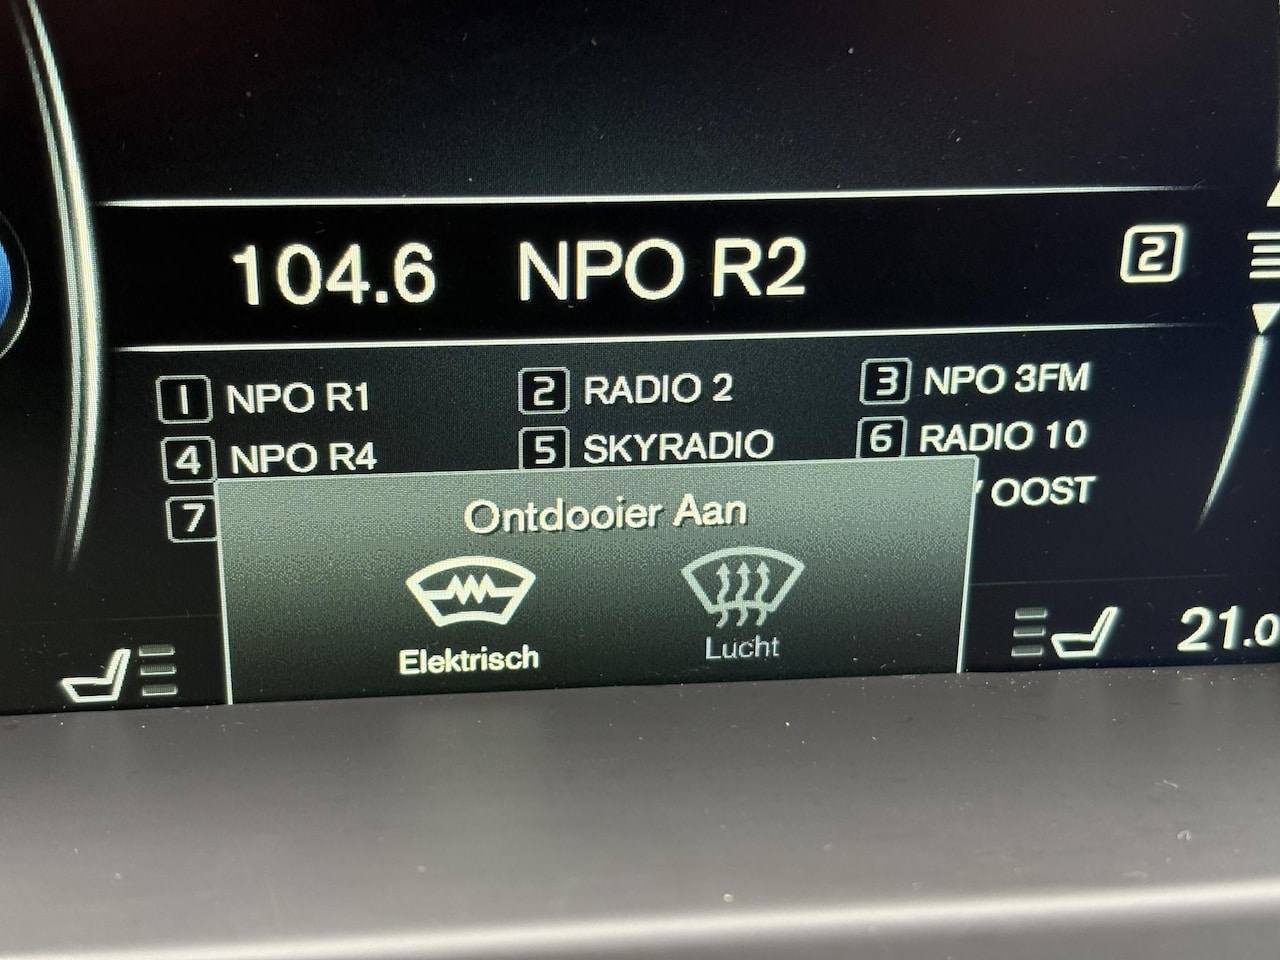 104.6 NPO R2 2
1 NPO R1 2 RADIO 2 3 NPO 3FM
4 NPO R4 5 SKYRADIO 6 RADIO 10
7 OOST
Ontdooier Aan
Elektrisch Lucht
21.0